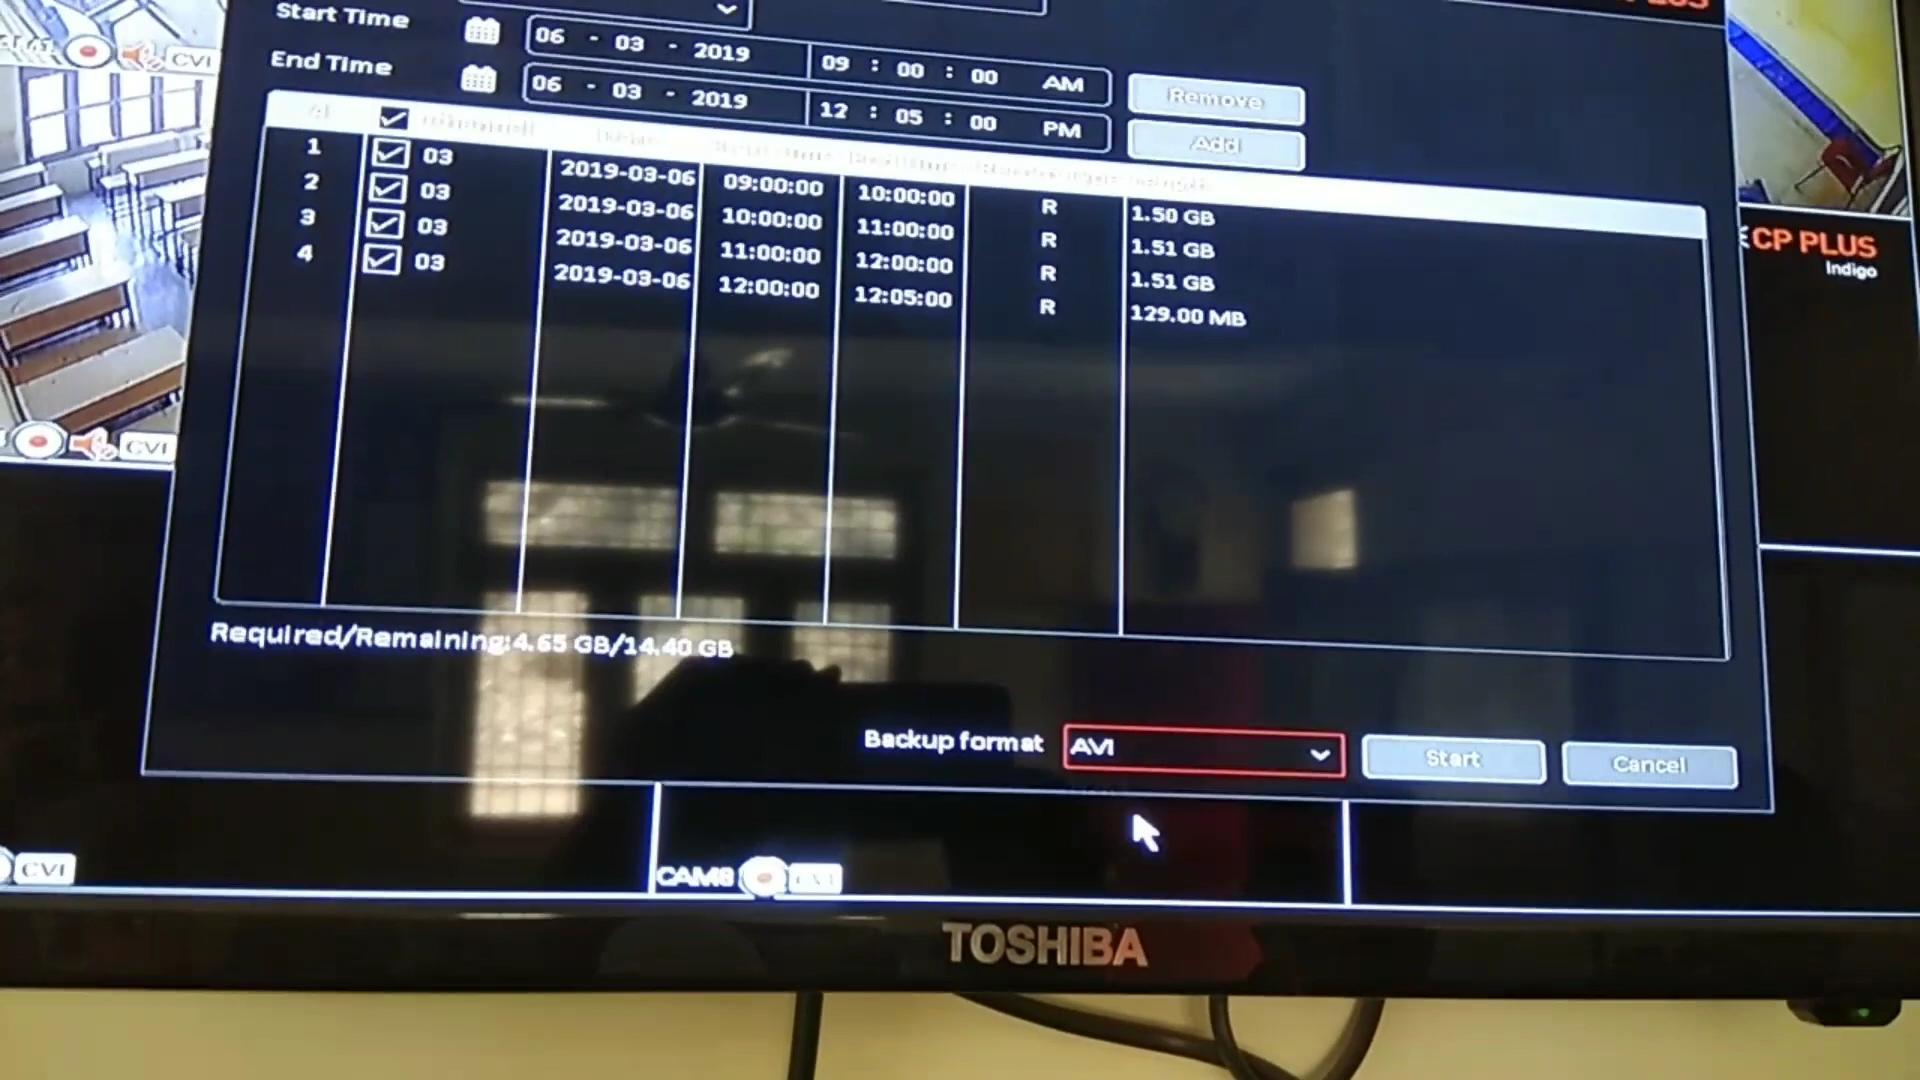 PLUS
Start Time 06 - 03 - 2019 09 : 00 : 00 AM
CVI
End Time 06 - 03 - 2019 12 : 05 : 00 PM
Remove
Add
4
1 03 2019-03-06 09:00:00 10:00:00 R 1.50 GB
2 03 2019-03-06 10:00:00 11:00:00 R 1.51 GB
3 03 2019-03-06 11:00:00 12:00:00 R 1.51 GB
4 03 2019-03-06 12:00:00 12:05:00 R 129.00 MB
CP PLUS
Indigo
CVI
Required/Remaining:4.65 GB/14.40 GB
Backup format AVI Start Cancel
CVI
CAM8 CVI
TOSHIBA